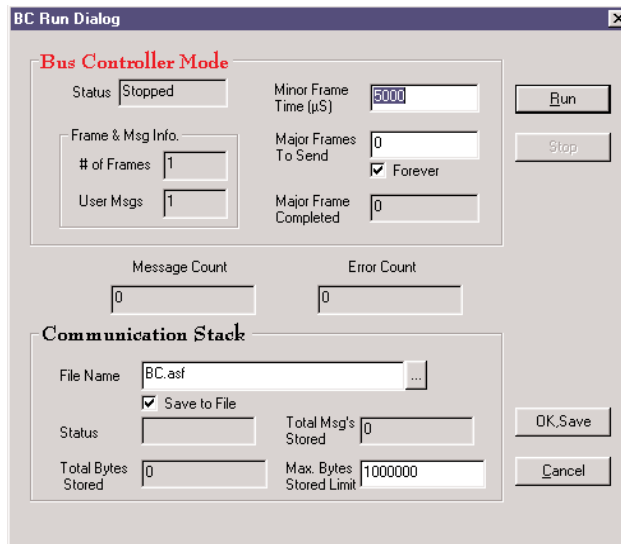 BC Run Dialog
Bus Controller Mode
Status Stopped
Minor Frame
Time (µS) 5000
Run
Frame & Msg Info.
# of Frames 1
User Msgs 1
Major Frames
To Send 0
Forever
Stop
Major Frame
Completed 0
Message Count
Error Count
0
0
Communication Stack
File Name BC.asf ...
Save to File
Status
Total Msg's
Stored 0
OK,Save
Total Bytes
Stored 0
Max. Bytes
Stored Limit 1000000
Cancel